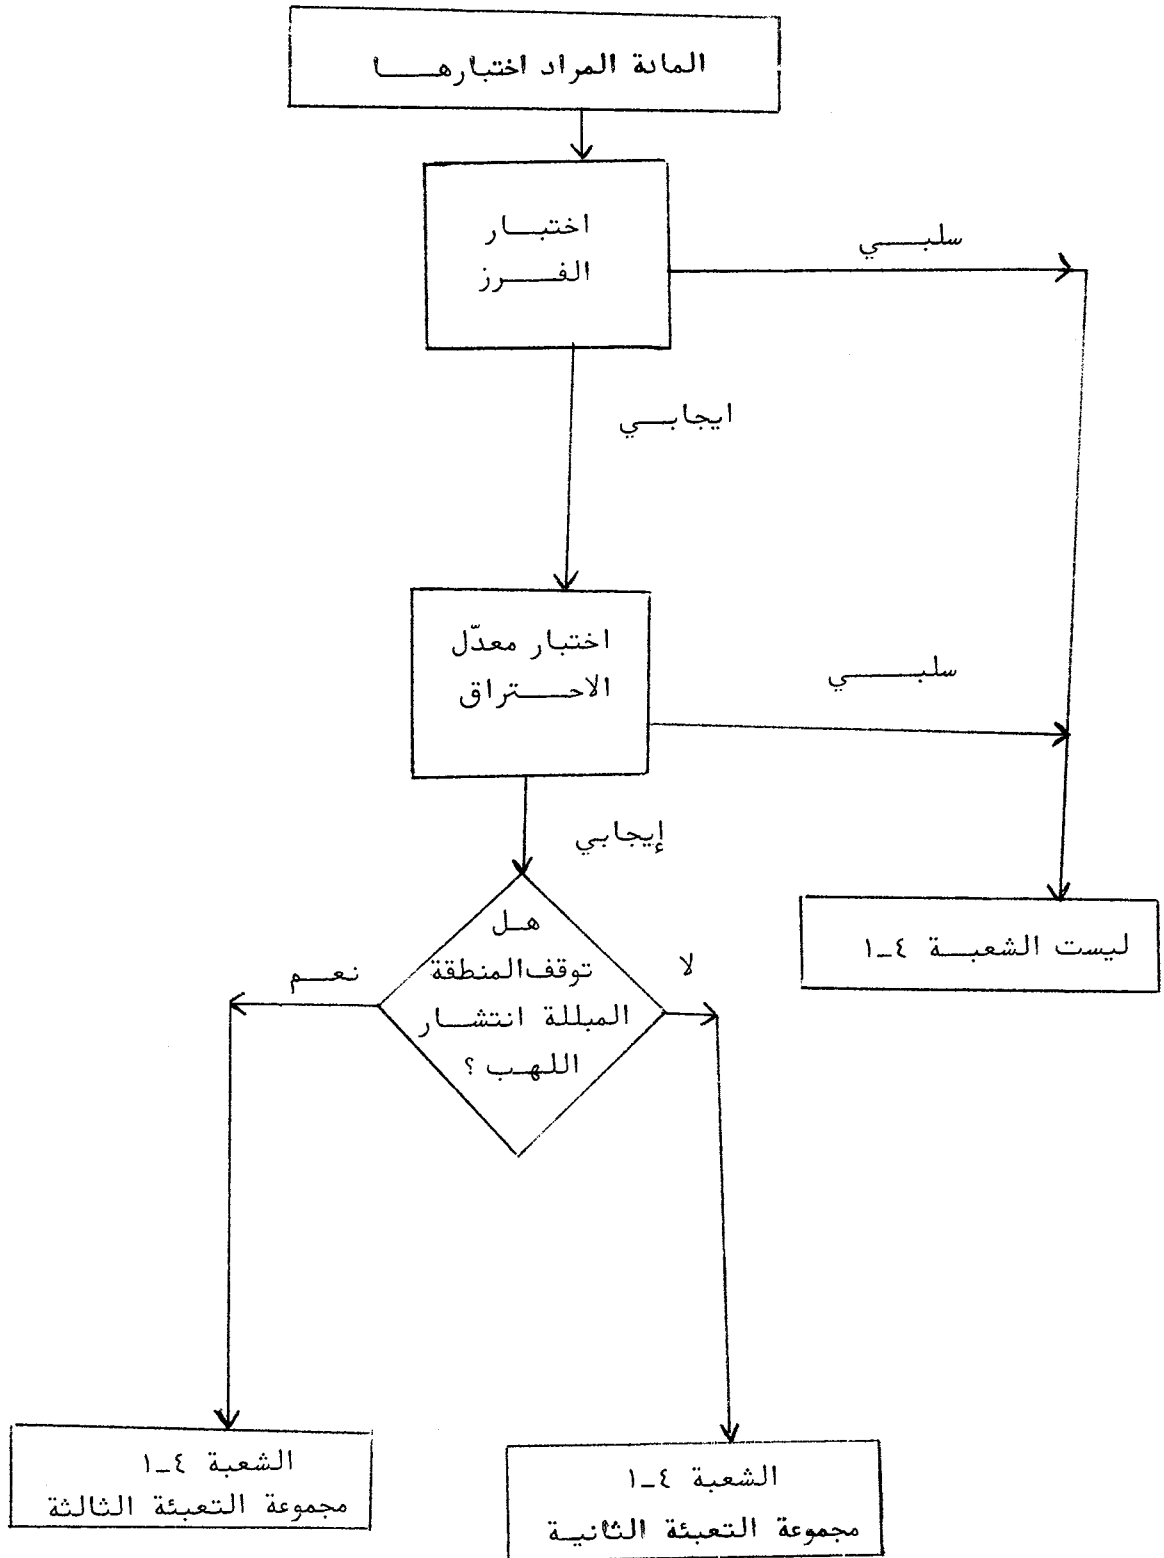 المادة المراد اختبارها
اختبار
الفرز
سلبي
ايجابي
اختبار معدّل
الاحتراق
سلبي
إيجابي
ليست الشعبة ٤-١
هل
توقف المنطقة
المبللة انتشار
اللهب ؟
لا
نعم
الشعبة ٤-١
مجموعة التعبئة الثانية
الشعبة ٤-١
مجموعة التعبئة الثالثة